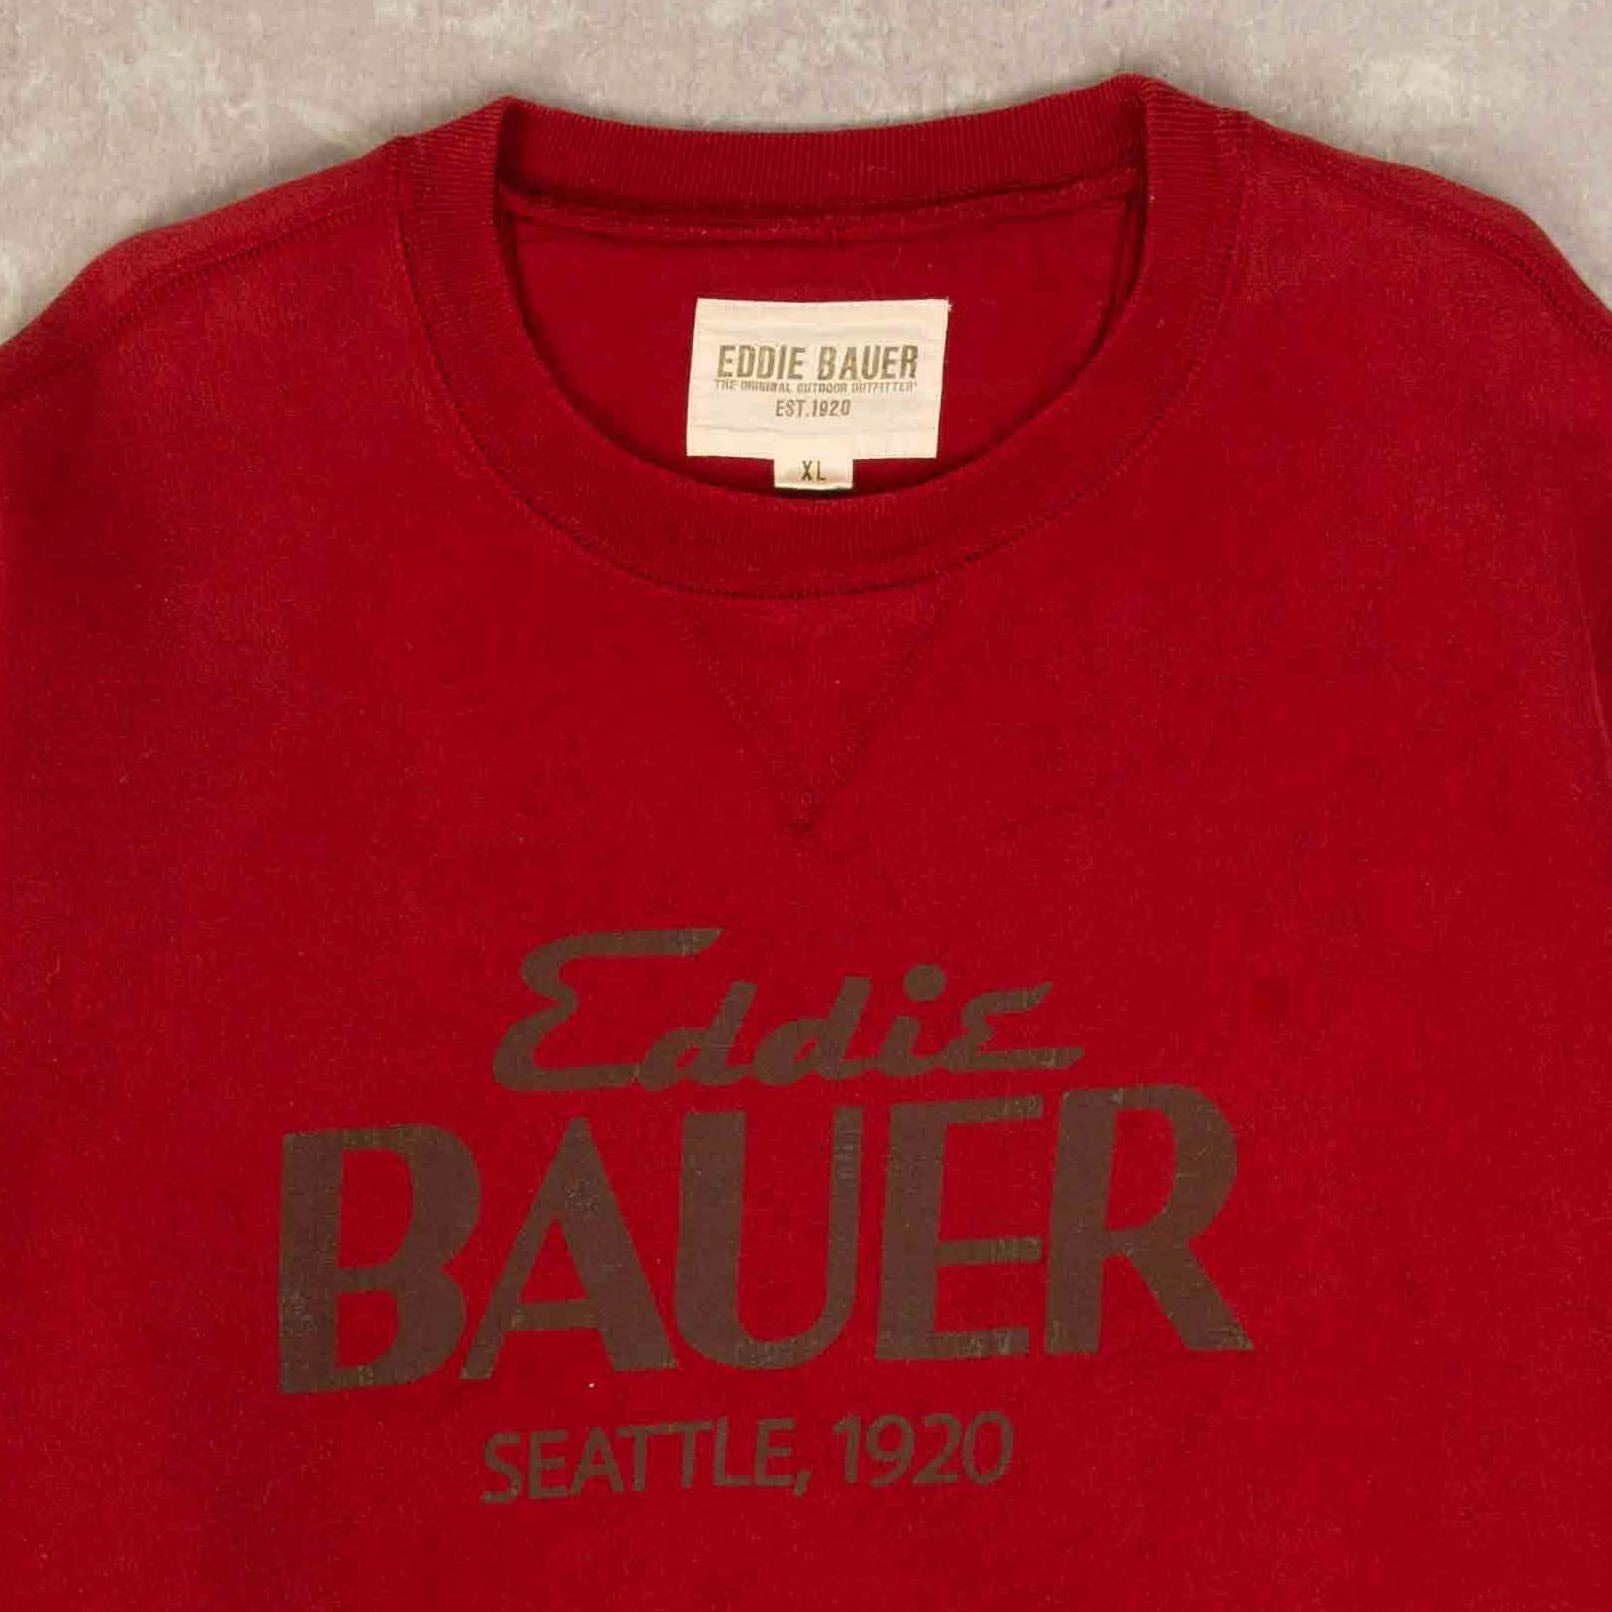 EDDIE BAUER
THE ORIGINAL OUTDOOR OUTFITTER'
EST.1920
XL
Eddie
BAUER
SEATTLE, 1920